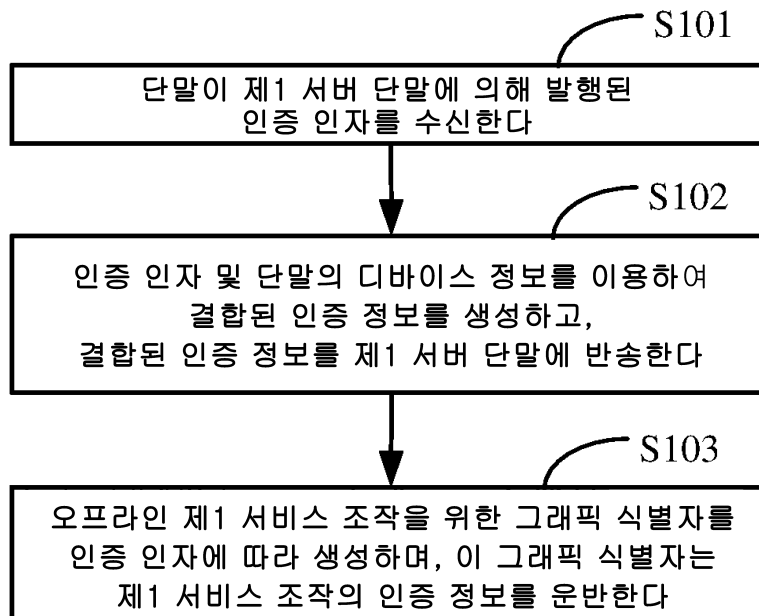 S101
단말이 제1 서버 단말에 의해 발행된
인증 인자를 수신한다
S102
인증 인자 및 단말의 디바이스 정보를 이용하여
결합된 인증 정보를 생성하고,
결합된 인증 정보를 제1 서버 단말에 반송한다
S103
오프라인 제1 서비스 조작을 위한 그래픽 식별자를
인증 인자에 따라 생성하며, 이 그래픽 식별자는
제1 서비스 조작의 인증 정보를 운반한다